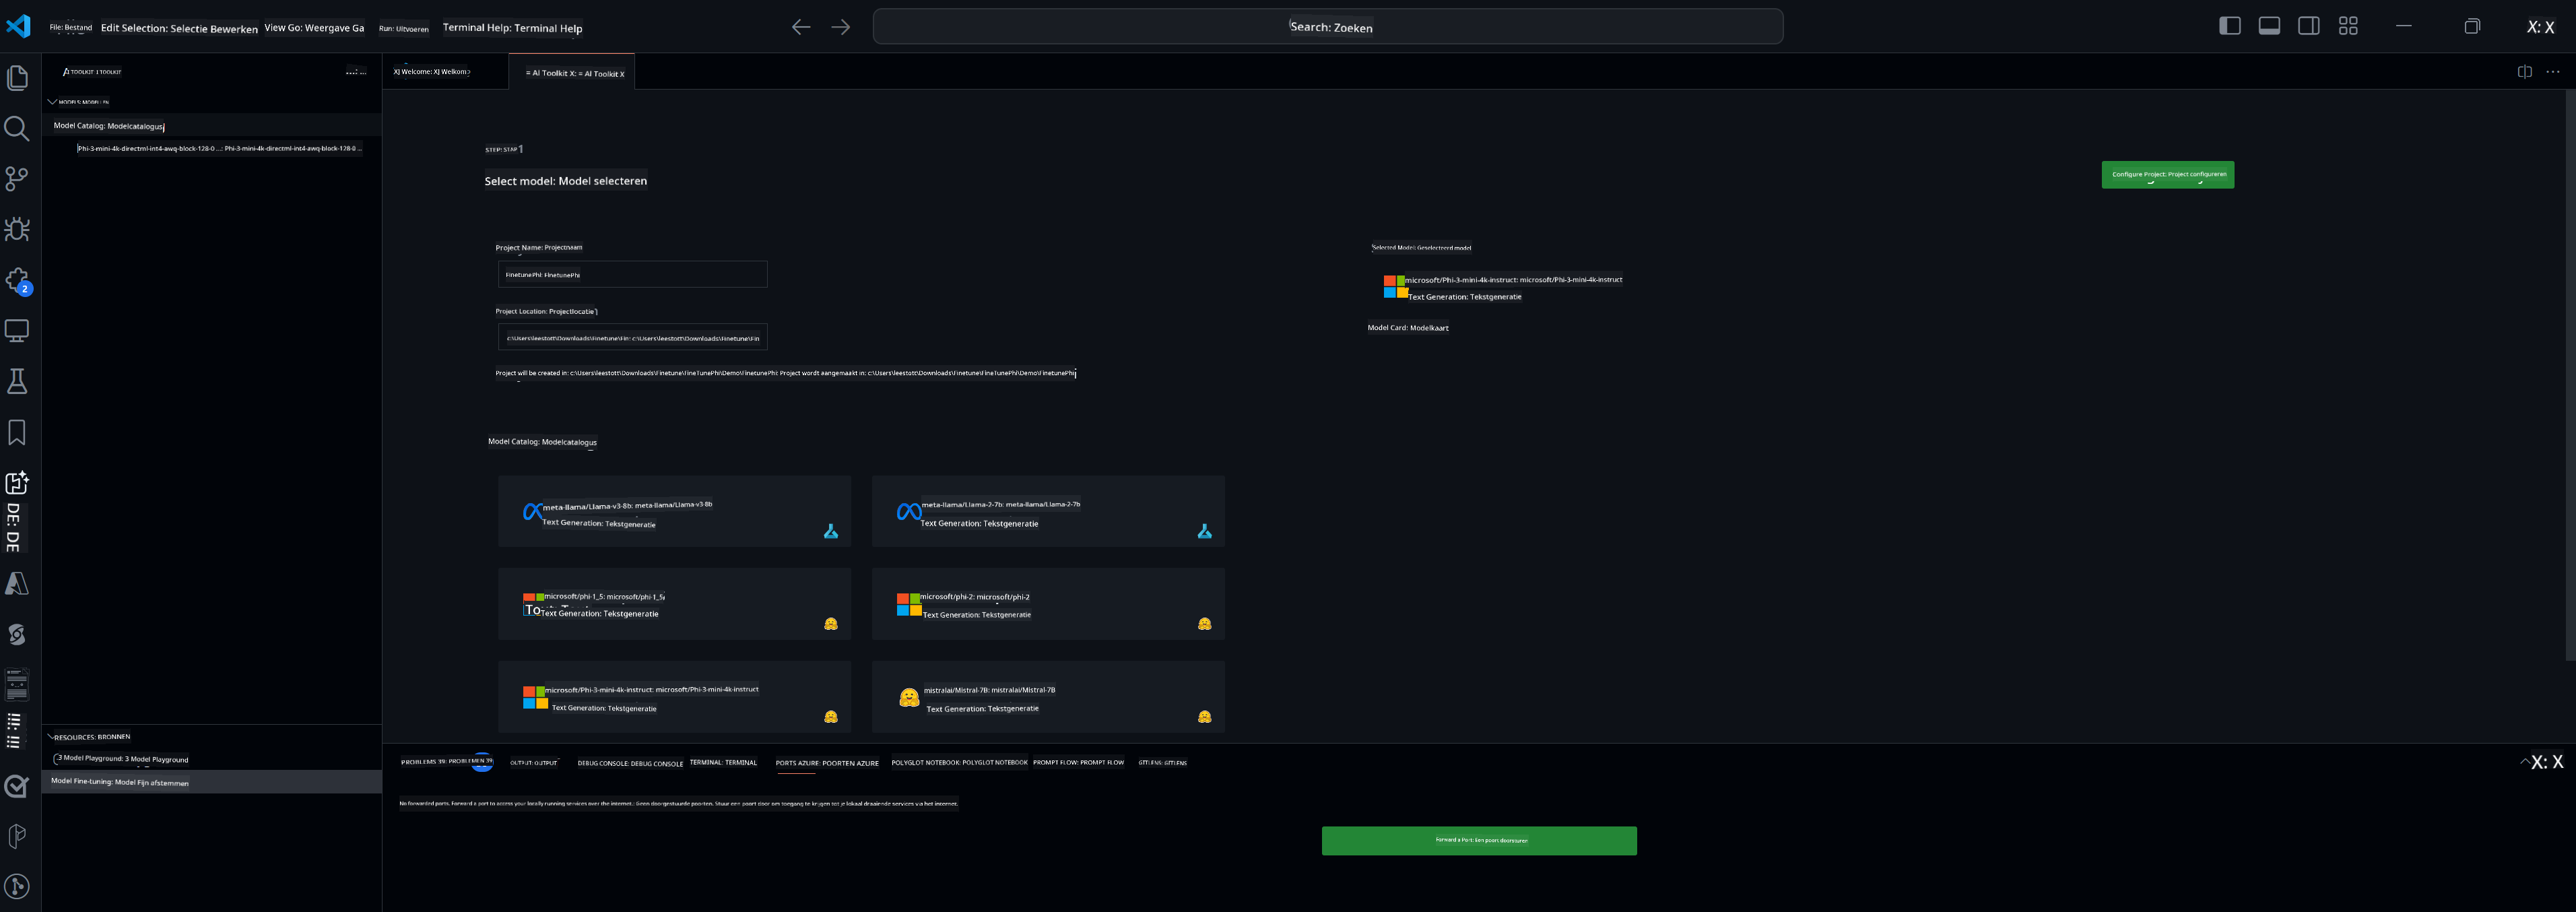 File: Bestand
Edit Selection: Selectie Bewerken
View Go: Weergave Ga
Run: Uitvoeren
Terminal Help: Terminal Help
Search: Zoeken
X: X
...: ...
XJ Welcome: XJ Welkom
= AI Toolkit X: = AI Toolkit X
MODELS: MODELLEN
Model Catalog: Modelcatalogus
Phi-3-mini-4k-directml-int4-awq-block-128-0 ...: Phi-3-mini-4k-directml-int4-awq-block-128-0 ...
STEP: STAP 1
Select model: Model selecteren
Configure Project: Project configureren
Project Name: Projectnaam
FinetunePhi: FinetunePhi
Project Location: Projectlocatie
c:\Users\leestott\Downloads\Finetune\Fin: c:\Users\leestott\Downloads\Finetune\Fin
Project will be created in: c:\Users\leestott\Downloads\Finetune\FineTunePhi\Demo\FinetunePhi: Project wordt aangemaakt in: c:\Users\leestott\Downloads\Finetune\FineTunePhi\Demo\FinetunePhi
Selected Model: Geselecteerd model
microsoft/Phi-3-mini-4k-instruct: microsoft/Phi-3-mini-4k-instruct
Text Generation: Tekstgeneratie
Model Card: Modelkaart
Model Catalog: Modelcatalogus
meta-llama/Llama-v3-8b: meta-llama/Llama-v3-8b
Text Generation: Tekstgeneratie
meta-llama/Llama-2-7b: meta-llama/Llama-2-7b
Text Generation: Tekstgeneratie
microsoft/phi-1_5: microsoft/phi-1_5
Text Generation: Tekstgeneratie
microsoft/phi-2: microsoft/phi-2
Text Generation: Tekstgeneratie
microsoft/Phi-3-mini-4k-instruct: microsoft/Phi-3-mini-4k-instruct
Text Generation: Tekstgeneratie
mistralai/Mistral-7B: mistralai/Mistral-7B
Text Generation: Tekstgeneratie
2
DE: DE
RESOURCES: BRONNEN
3 Model Playground: 3 Model Playground
Model Fine-tuning: Model Fijn afstemmen
PROBLEMS 39: PROBLEMEN 39
OUTPUT: OUTPUT
DEBUG CONSOLE: DEBUG CONSOLE
TERMINAL: TERMINAL
PORTS AZURE: POORTEN AZURE
POLYGLOT NOTEBOOK: POLYGLOT NOTEBOOK
PROMPT FLOW: PROMPT FLOW
GITLENS: GITLENS
X: X
No forwarded ports. Forward a port to access your locally running services over the internet.: Geen doorgestuurde poorten. Stuur een poort door om toegang te krijgen tot je lokaal draaiende services via het internet.
Forward a Port: Een poort doorsturen